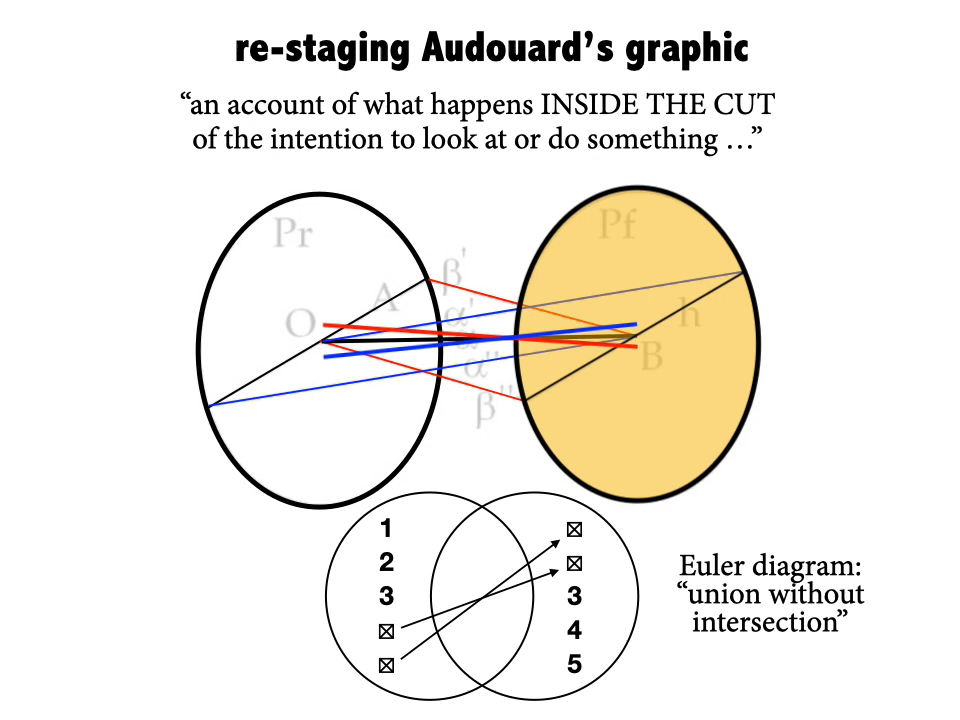 re-staging Audouard’s graphic
“an account of what happens INSIDE THE CUT
of the intention to look at or do something …”
Pr
Pf
β'
A
α'
h
O
α
B
α''
β''
1
⊠
2
⊠
3
3
⊠
4
⊠
5
Euler diagram:
“union without
intersection”